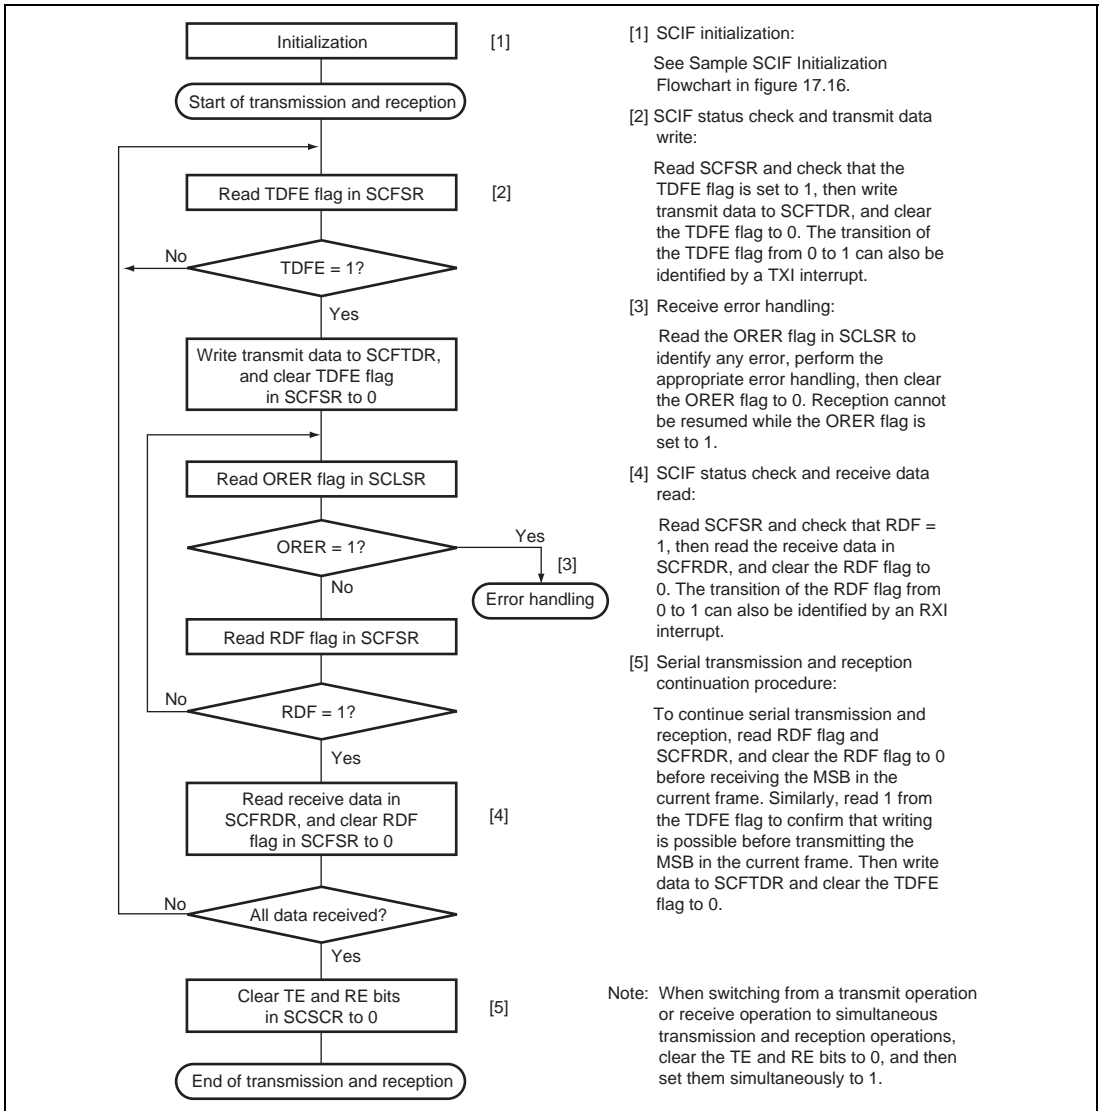 Initialization
[1]
Start of transmission and reception
Read TDFE flag in SCFSR
[2]
No
TDFE = 1?
Yes
Write transmit data to SCFTDR,
and clear TDFE flag
in SCFSR to 0
Read ORER flag in SCLSR
ORER = 1?
Yes
[3]
Error handling
No
Read RDF flag in SCFSR
No
RDF = 1?
Yes
Read receive data in
SCFRDR, and clear RDF
flag in SCFSR to 0
[4]
No
All data received?
Yes
Clear TE and RE bits
in SCSCR to 0
[5]
End of transmission and reception
[1] SCIF initialization:
See Sample SCIF Initialization
Flowchart in figure 17.16.
[2] SCIF status check and transmit data
write:
Read SCFSR and check that the
TDFE flag is set to 1, then write
transmit data to SCFTDR, and clear
the TDFE flag to 0. The transition of
the TDFE flag from 0 to 1 can also be
identified by a TXI interrupt.
[3] Receive error handling:
Read the ORER flag in SCLSR to
identify any error, perform the
appropriate error handling, then clear
the ORER flag to 0. Reception cannot
be resumed while the ORER flag is
set to 1.
[4] SCIF status check and receive data
read:
Read SCFSR and check that RDF =
1, then read the receive data in
SCFRDR, and clear the RDF flag to
0. The transition of the RDF flag from
0 to 1 can also be identified by an RXI
interrupt.
[5] Serial transmission and reception
continuation procedure:
To continue serial transmission and
reception, read RDF flag and
SCFRDR, and clear the RDF flag to 0
before receiving the MSB in the
current frame. Similarly, read 1 from
the TDFE flag to confirm that writing
is possible before transmitting the
MSB in the current frame. Then write
data to SCFTDR and clear the TDFE
flag to 0.
Note: When switching from a transmit operation
or receive operation to simultaneous
transmission and reception operations,
clear the TE and RE bits to 0, and then
set them simultaneously to 1.